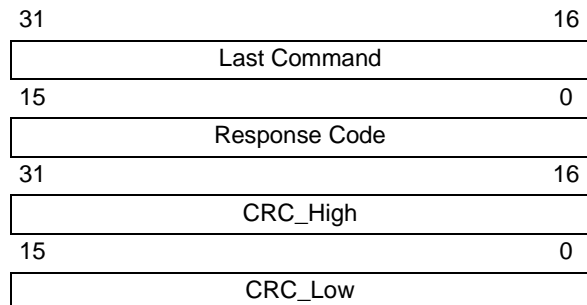 31 16
Last Command
15 0
Response Code
31 16
CRC_High
15 0
CRC_Low